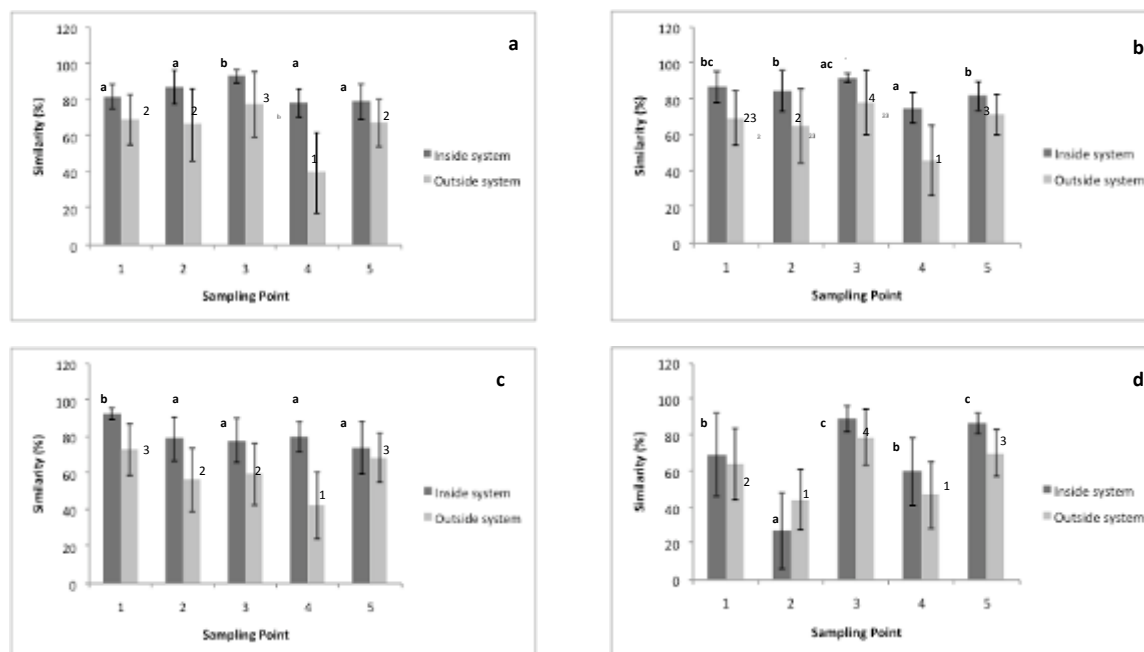 a
120
100
80
60
40
20
0
Similarity (%)
a a b a a
2 2 3 1 2
Inside system
Outside system
1 2 3 4 5
Sampling Point
b
120
100
80
60
40
20
0
Similarity (%)
bc b ac a b
23 2 4 1 3
2 23 23
Inside system
Outside system
1 2 3 4 5
Sampling Point
c
120
100
80
60
40
20
0
Similarity (%)
b a a a a
3 2 2 1 3
Inside system
Outside system
1 2 3 4 5
Sampling Point
d
120
100
80
60
40
20
0
Similarity (%)
b a c b c
2 1 4 1 3
Inside system
Outside system
1 2 3 4 5
Sampling Point